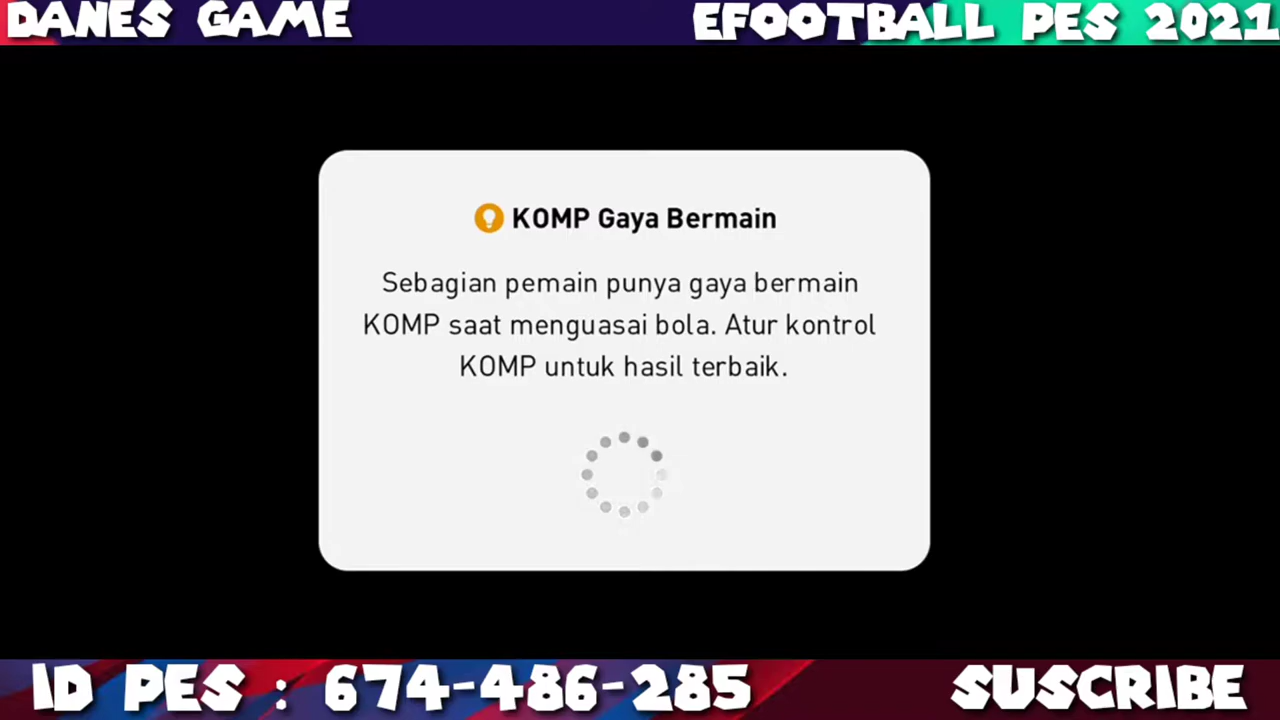 DANES GAME
EFOOTBALL PES 2021
KOMP Gaya Bermain
Sebagian pemain punya gaya bermain
KOMP saat menguasai bola. Atur kontrol
KOMP untuk hasil terbaik.
ID PES : 674-486-285
SUSCRIBE